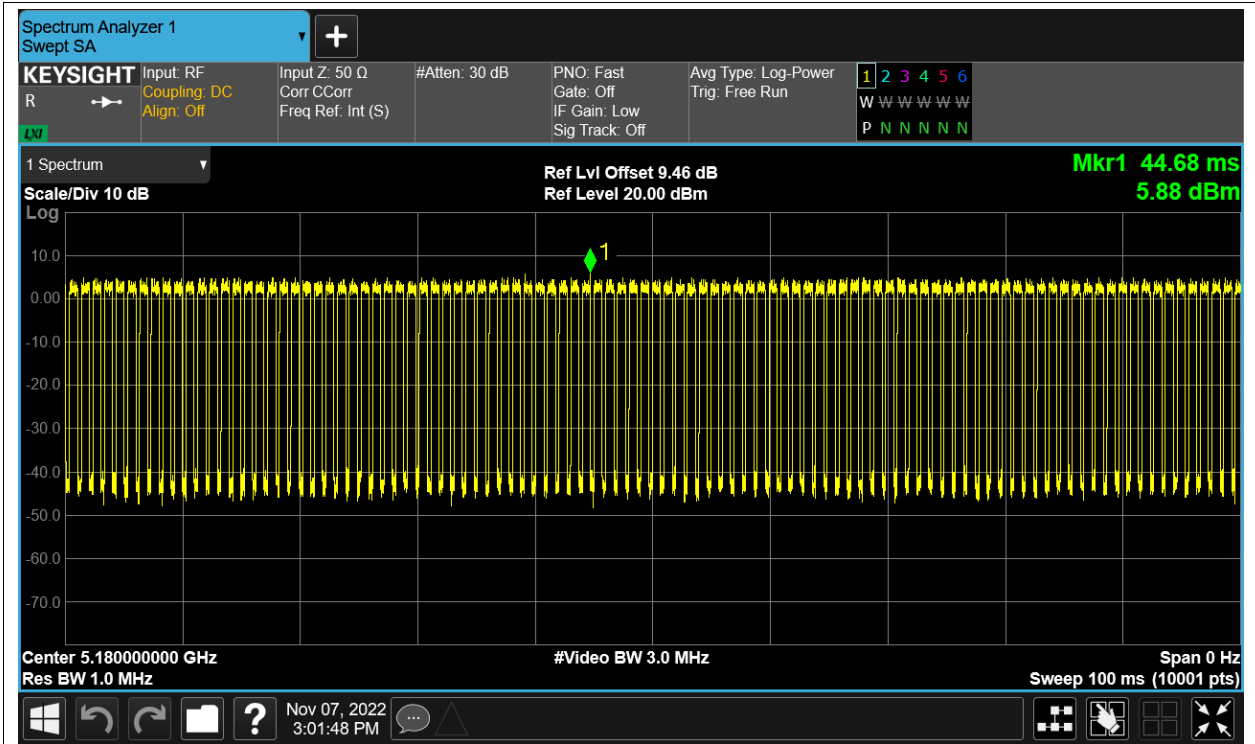 Spectrum Analyzer 1
Swept SA
KEYSIGHT
R
LXI
Input: RF
Coupling: DC
Align: Off
Input Z: 50 Ω
Corr CCorr
Freq Ref: Int (S)
#Atten: 30 dB
PNO: Fast
Gate: Off
IF Gain: Low
Sig Track: Off
Avg Type: Log-Power
Trig: Free Run
1 2 3 4 5 6
W W W W W W
P N N N N N
1 Spectrum
Scale/Div 10 dB
Log
Ref Lvl Offset 9.46 dB
Ref Level 20.00 dBm
Mkr1 44.68 ms
5.88 dBm
1
10.0
0.00
-10.0
-20.0
-30.0
-40.0
-50.0
-60.0
-70.0
Center 5.180000000 GHz
Res BW 1.0 MHz
#Video BW 3.0 MHz
Span 0 Hz
Sweep 100 ms (10001 pts)
?
Nov 07, 2022
3:01:48 PM